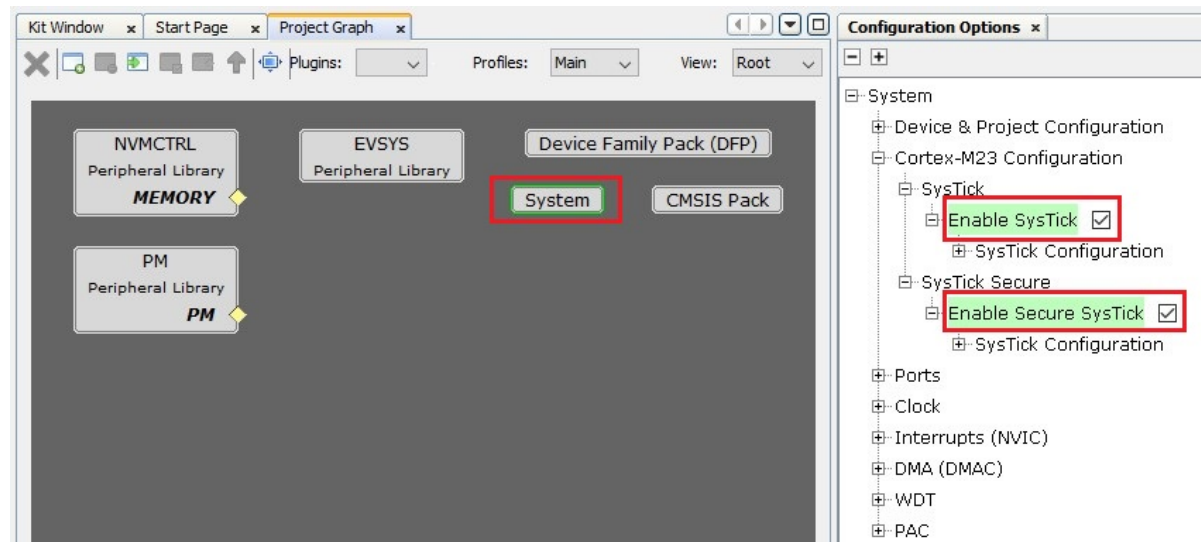 Kit Window x Start Page x Project Graph x
Plugins: Profiles: Main View: Root
NVMCTRL
Peripheral Library
MEMORY
EVSYS
Peripheral Library
Device Family Pack (DFP)
System
CMSIS Pack
PM
Peripheral Library
PM
Configuration Options x
System
Device & Project Configuration
Cortex-M23 Configuration
SysTick
Enable SysTick
SysTick Configuration
SysTick Secure
Enable Secure SysTick
SysTick Configuration
Ports
Clock
Interrupts (NVIC)
DMA (DMAC)
WDT
PAC